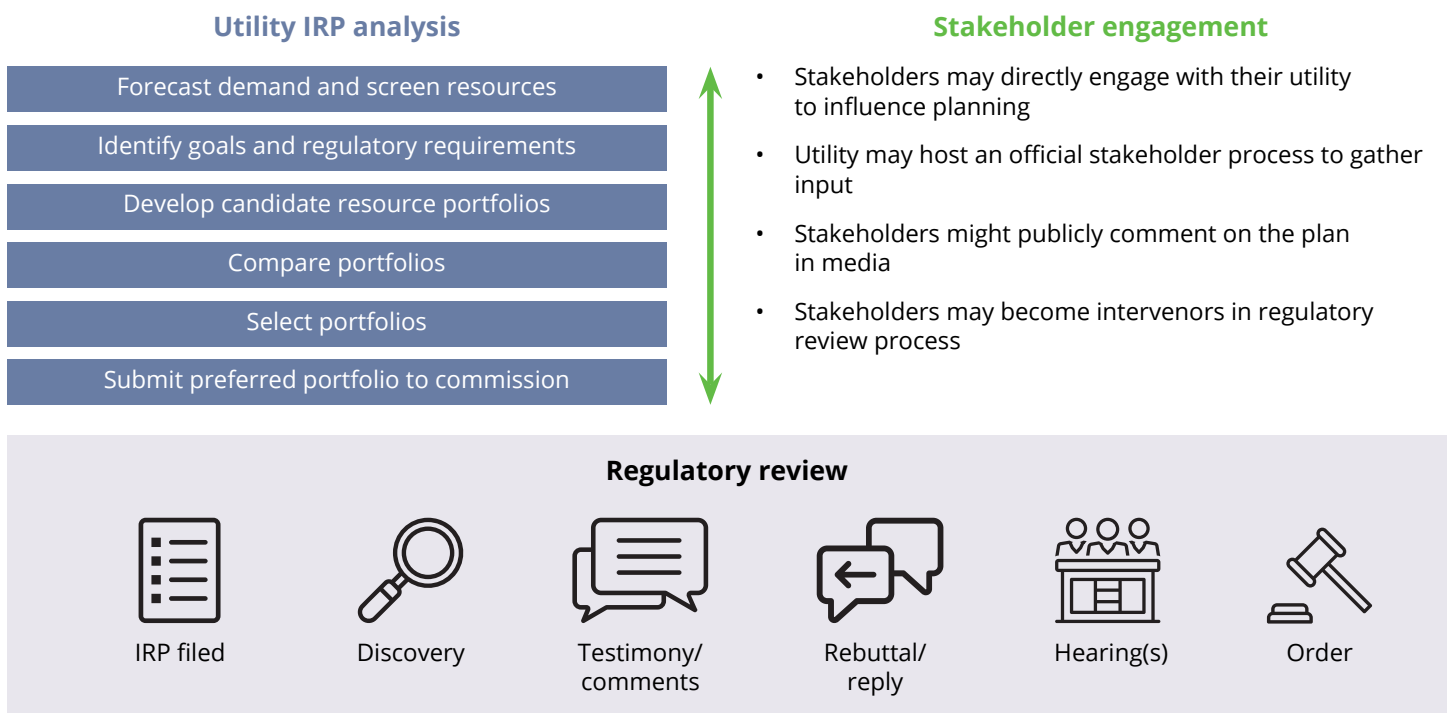 Utility IRP analysis
Forecast demand and screen resources
Identify goals and regulatory requirements
Develop candidate resource portfolios
Compare portfolios
Select portfolios
Submit preferred portfolio to commission
Stakeholder engagement
• Stakeholders may directly engage with their utility
to influence planning
• Utility may host an official stakeholder process to gather
input
• Stakeholders might publicly comment on the plan
in media
• Stakeholders may become intervenors in regulatory
review process
Regulatory review
IRP filed
Discovery
Testimony/
comments
Rebuttal/
reply
Hearing(s)
Order